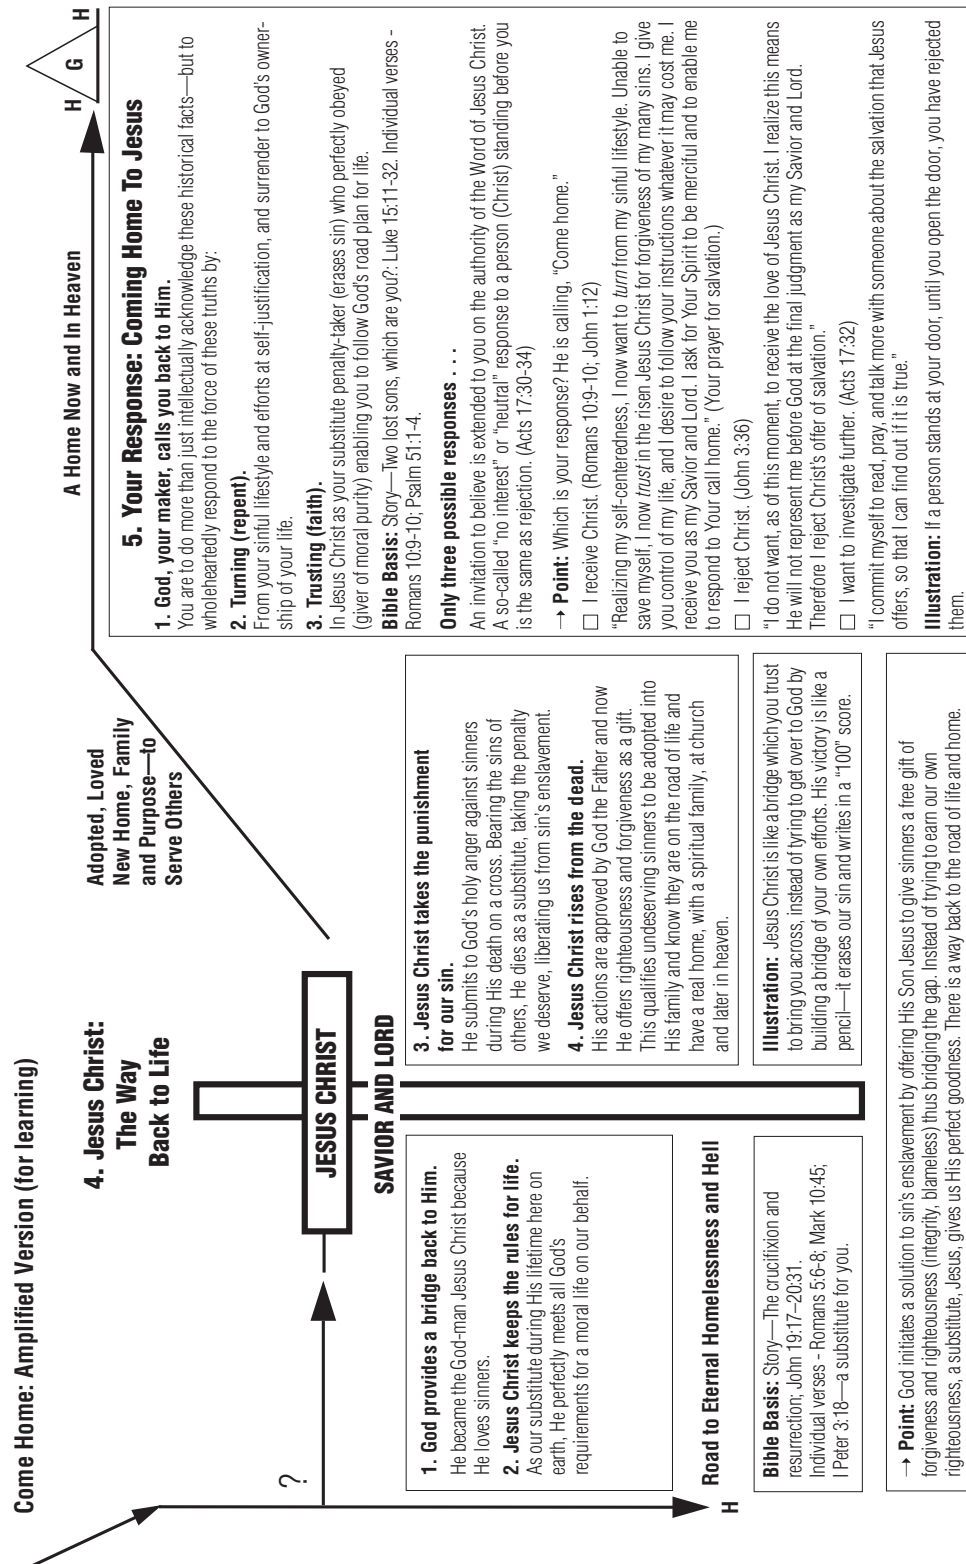 Come Home: Amplified Version (for learning)
4. Jesus Christ:
The Way
Back to Life
?
JESUS CHRIST
SAVIOR AND LORD
Adopted, Loved
New Home, Family
and Purpose—to
Serve Others
A Home Now and In Heaven
H
G
H
1. God provides a bridge back to Him.
He became the God-man Jesus Christ because
He loves sinners.
2. Jesus Christ keeps the rules for life.
As our substitute during His lifetime here on
earth, He perfectly meets all God's
requirements for a moral life on our behalf.
Road to Eternal Homelessness and Hell
H
3. Jesus Christ takes the punishment
for our sin.
He submits to God's holy anger against sinners
during His death on a cross. Bearing the sins of
others, He dies as a substitute, taking the penalty
we deserve, liberating us from sin's enslavement.
4. Jesus Christ rises from the dead.
His actions are approved by God the Father and now
He offers righteousness and forgiveness as a gift.
This qualifies undeserving sinners to be adopted into
His family and know they are on the road of life and
have a real home, with a spiritual family, at church
and later in heaven.
Bible Basis: Story—The crucifixion and
resurrection; John 19:17–20:31.
Individual verses - Romans 5:6-8; Mark 10:45;
I Peter 3:18—a substitute for you.
Illustration: Jesus Christ is like a bridge which you trust
to bring you across, instead of tyring to get over to God by
building a bridge of your own efforts. His victory is like a
pencil—it erases our sin and writes in a “100” score.
→ Point: God initiates a solution to sin's enslavement by offering His Son Jesus to give sinners a free gift of
forgiveness and righteousness (integrity, blameless) thus bridging the gap. Instead of trying to earn our own
righteousness, a substitute, Jesus, gives us His perfect goodness. There is a way back to the road of life and home.
5. Your Response: Coming Home To Jesus
1. God, your maker, calls you back to Him.
You are to do more than just intellectually acknowledge these historical facts—but to
wholeheartedly respond to the force of these truths by:
2. Turning (repent).
From your sinful lifestyle and efforts at self-justification, and surrender to God's owner-
ship of your life.
3. Trusting (faith).
In Jesus Christ as your substitute penalty-taker (erases sin) who perfectly obeyed
(giver of moral purity) enabling you to follow God's road plan for life.
Bible Basis: Story—Two lost sons, which are you?: Luke 15:11-32. Individual verses -
Romans 10:9-10; Psalm 51:1-4.
Only three possible responses . . .
An invitation to believe is extended to you on the authority of the Word of Jesus Christ.
A so-called “no interest” or “neutral” response to a person (Christ) standing before you
is the same as rejection. (Acts 17:30-34)
→ Point: Which is your response? He is calling, “Come home.”
☐ I receive Christ. (Romans 10:9-10; John 1:12)
“Realizing my self-centeredness, I now want to turn from my sinful lifestyle. Unable to
save myself, I now trust in the risen Jesus Christ for forgiveness of my many sins. I give
you control of my life, and I desire to follow your instructions whatever it may cost me. I
receive you as my Savior and Lord. I ask for Your Spirit to be merciful and to enable me
to respond to Your call home.” (Your prayer for salvation.)
☐ I reject Christ. (John 3:36)
“I do not want, as of this moment, to receive the love of Jesus Christ. I realize this means
He will not represent me before God at the final judgment as my Savior and Lord.
Therefore I reject Christ's offer of salvation.”
☐ I want to investigate further. (Acts 17:32)
“I commit myself to read, pray, and talk more with someone about the salvation that Jesus
offers, so that I can find out if it is true.”
Illustration: If a person stands at your door, until you open the door, you have rejected
them.